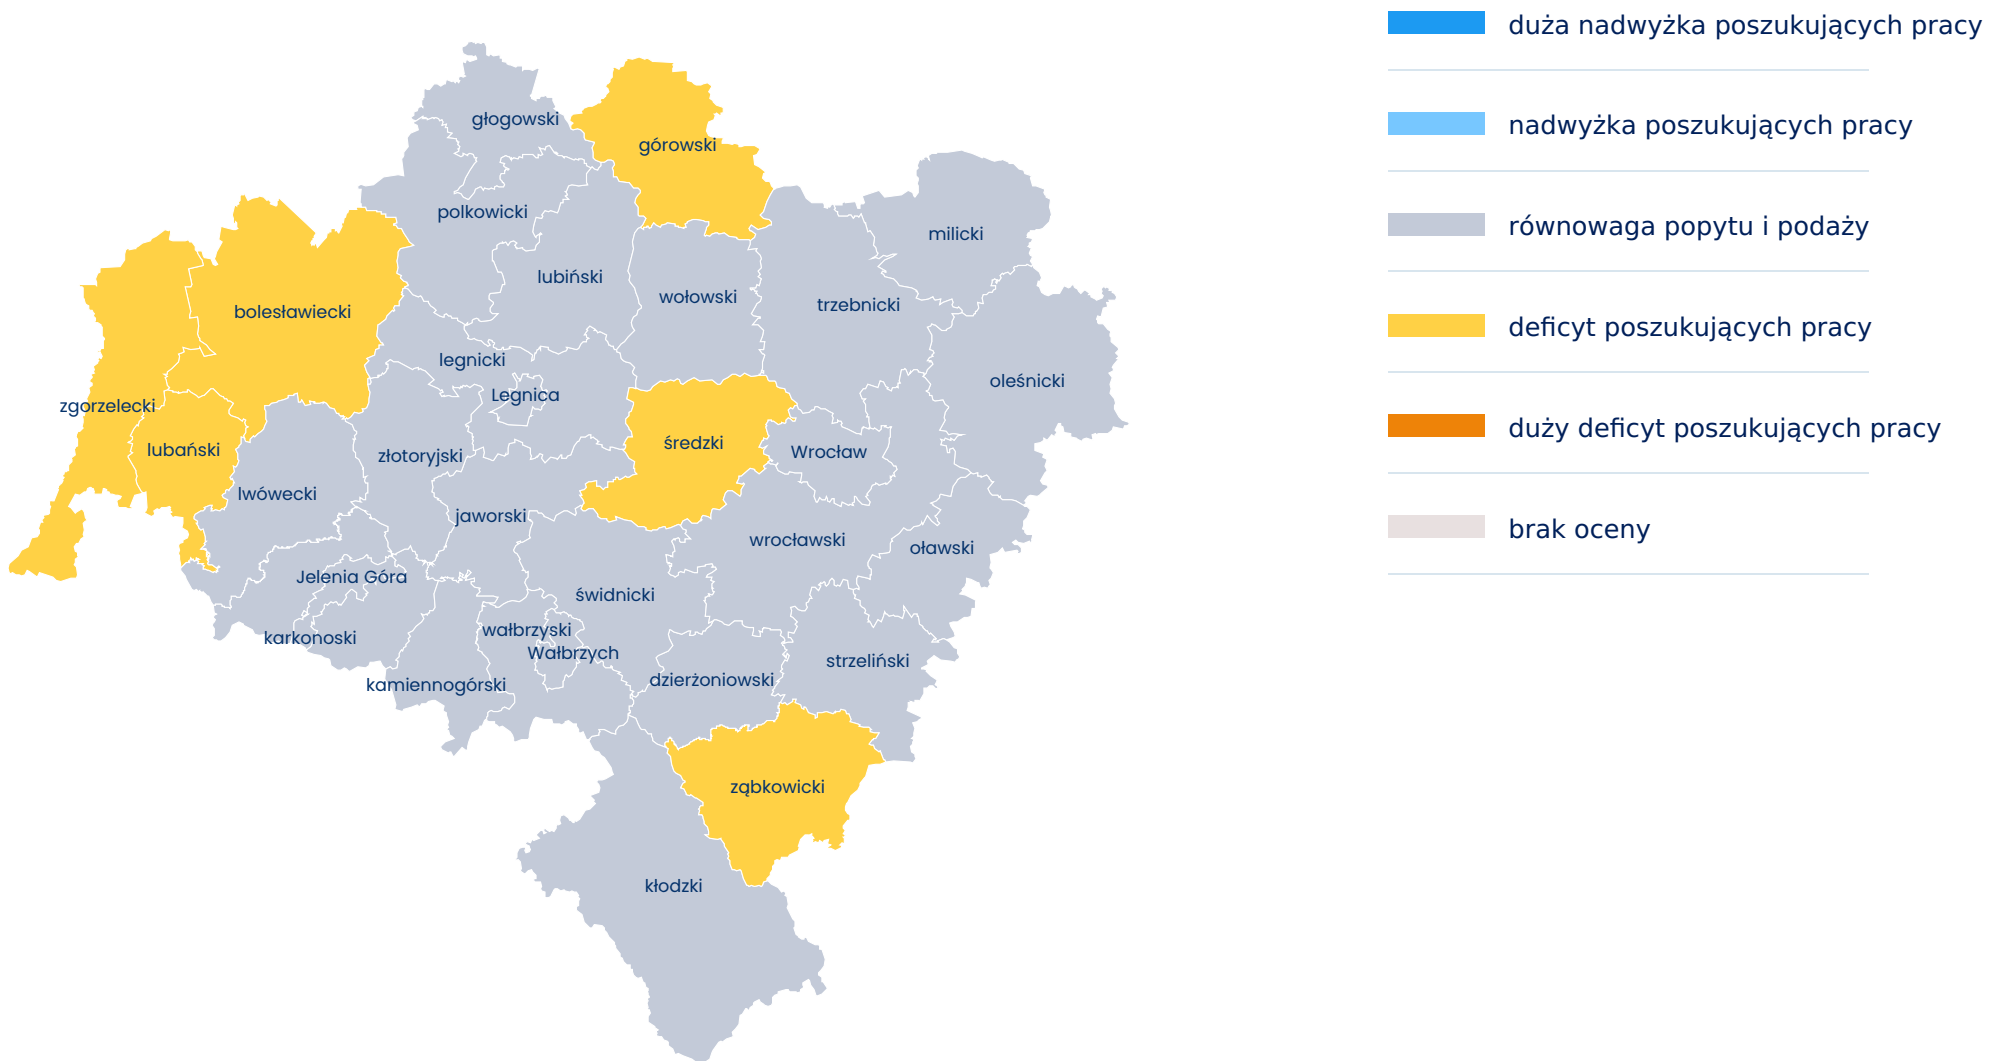 duża nadwyżka poszukujących pracy
nadwyżka poszukujących pracy
równowaga popytu i podaży
deficyt poszukujących pracy
duży deficyt poszukujących pracy
brak oceny
głogowski
górowski
polkowicki
milicki
lubiński
wołowski
trzebnicki
bolesławiecki
legnicki
oleśnicki
Legnica
zgorzelecki
średzki
lubański
Wrocław
złotoryjski
lwówecki
jaworski
wrocławski
oławski
Jelenia Góra
świdnicki
wałbrzyski
karkonoski
Wałbrzych
strzeliński
dzierżoniowski
kamiennogórski
ząbkowicki
kłodzki